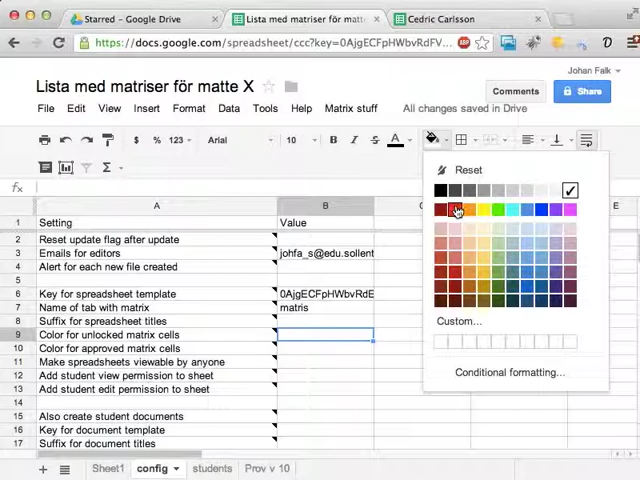 Starred - Google Drive
Lista med matriser för matte X
Cedric Carlsson
https://docs.google.com/spreadsheet/ccc?key=0AjgECFpHWbvRdFV...
ABP
Johan Falk
Lista med matriser för matte X
Comments
Share
File Edit View Insert Format Data Tools Help Matrix stuff All changes saved in Drive
$ % 123 Arial 10 B I S A
Σ
fx
Reset
A B C E
1 Setting Value
2 Reset update flag after update
3 Emails for editors johfa_s@edu.sollent
4 Alert for each new file created
6 Key for spreadsheet template 0AjgECFpHWbvRdE
7 Name of tab with matrix matris
8 Suffix for spreadsheet titles
9 Color for unlocked matrix cells
10 Color for approved matrix cells
11 Make spreadsheets viewable by anyone
12 Add student view permission to sheet
13 Add student edit permission to sheet
14
15 Also create student documents
16 Key for document template
17 Suffix for document titles
Custom...
Conditional formatting...
Sheet1 config students Prov v 10